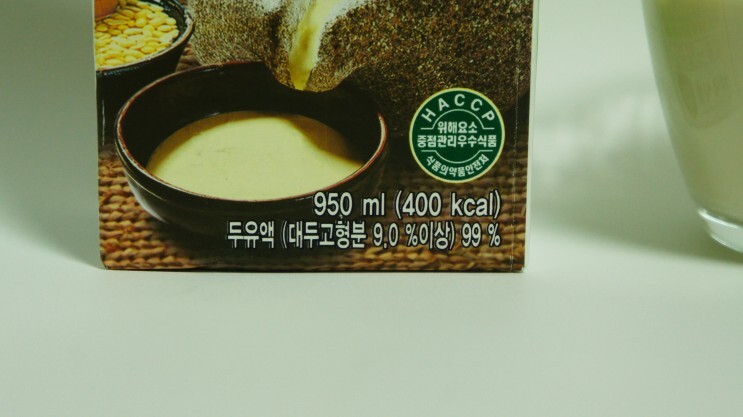 HACCP
위해요소
중점관리우수식품
식품의약품안전처
950 ml (400 kcal)
두유액 (대두고형분 9.0 %이상) 99 %